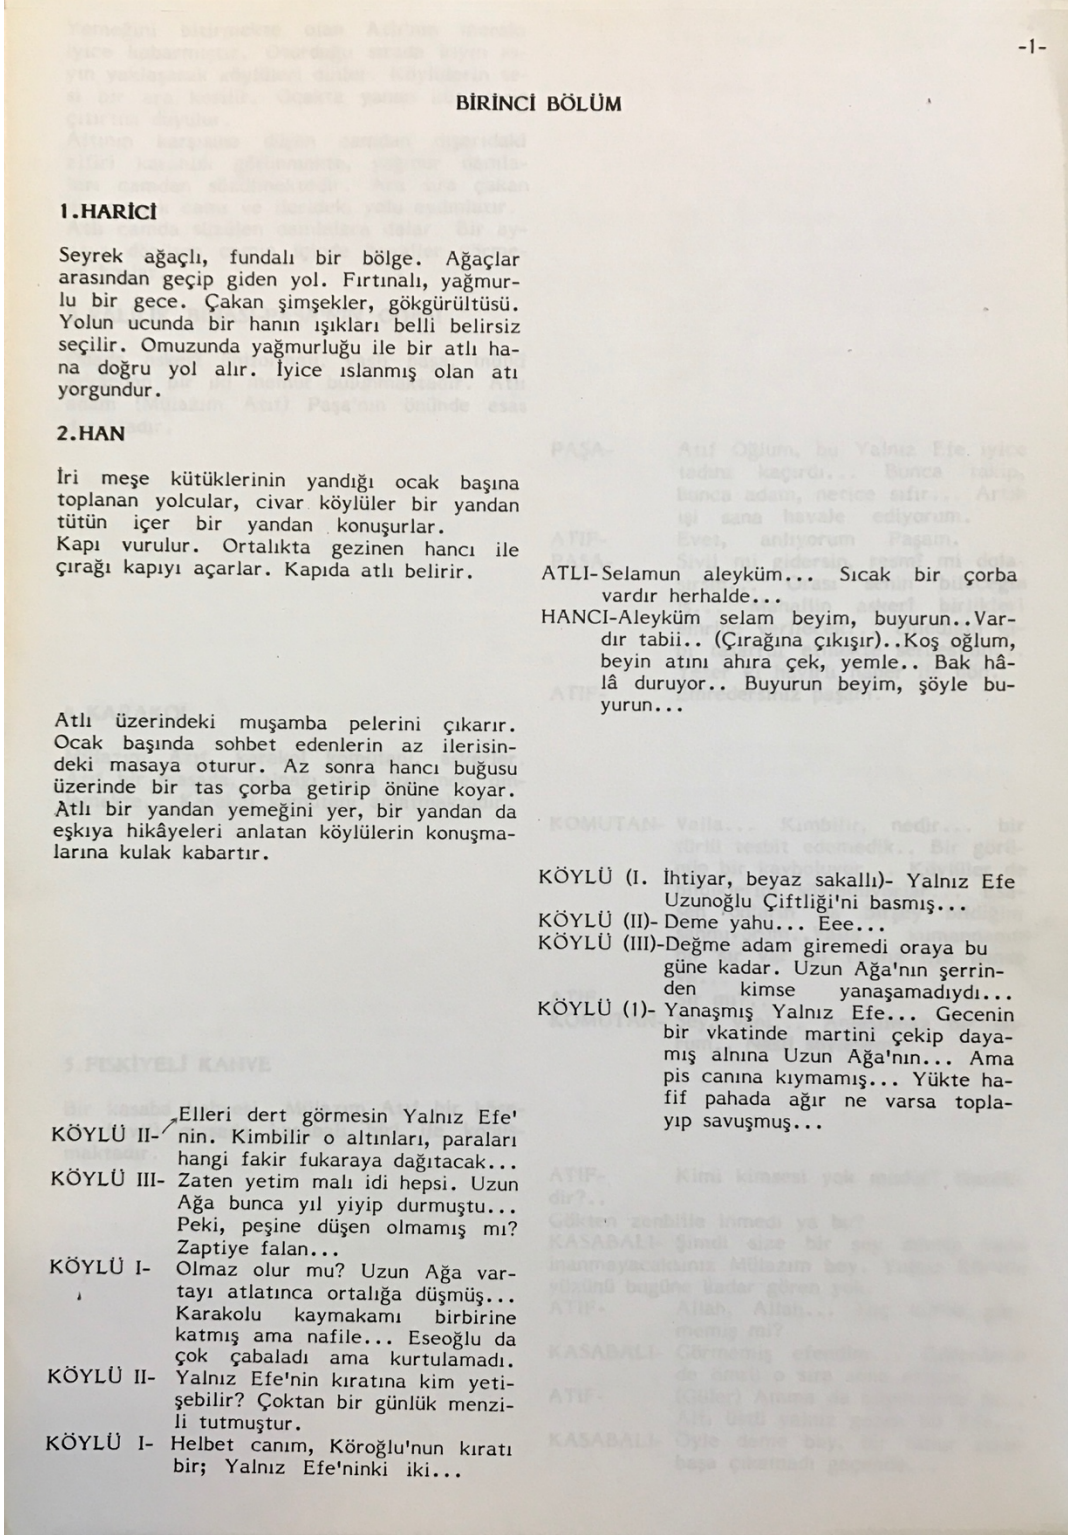 -1-
BİRİNCİ BÖLÜM
1.HARİCİ
Seyrek ağaçlı, fundalı bir bölge. Ağaçlar
arasından geçip giden yol. Fırtınalı, yağmur-
lu bir gece. Çakan şimşekler, gökgürültüsü.
Yolun ucunda bir hanın ışıkları belli belirsiz
seçilir. Omuzunda yağmurluğu ile bir atlı ha-
na doğru yol alır. İyice ıslanmış olan atı
yorgundur.
2.HAN
İri meşe kütüklerinin yandığı ocak başına
toplanan yolcular, civar köylüler bir yandan
tütün içer bir yandan konuşurlar.
Kapı vurulur. Ortalıkta gezinen hancı ile
çırağı kapıyı açarlar. Kapıda atlı belirir.
ATLI-Selamun aleyküm... Sıcak bir çorba
vardır herhalde...
HANCI-Aleyküm selam beyim, buyurun..Var-
dır tabii.. (Çırağına çıkışır)..Koş oğlum,
beyin atını ahıra çek, yemle.. Bak hâ-
lâ duruyor.. Buyurun beyim, şöyle bu-
yurun...
Atlı üzerindeki muşamba pelerini çıkarır.
Ocak başında sohbet edenlerin az ilerisin-
deki masaya oturur. Az sonra hancı buğusu
üzerinde bir tas çorba getirip önüne koyar.
Atlı bir yandan yemeğini yer, bir yandan da
eşkıya hikâyeleri anlatan köylülerin konuşma-
larına kulak kabartır.
KÖYLÜ (I. İhtiyar, beyaz sakallı)- Yalnız Efe
Uzunoğlu Çiftliği'ni basmış...
KÖYLÜ (II)- Deme yahu... Eee...
KÖYLÜ (III)-Değme adam giremedi oraya bu
güne kadar. Uzun Ağa'nın şerrin-
den kimse yanaşamadıydı...
KÖYLÜ (1)- Yanaşmış Yalnız Efe... Gecenin
bir vkatinde martini çekip daya-
mış alnına Uzun Ağa'nın... Ama
pis canına kıymamış... Yükte ha-
fif pahada ağır ne varsa topla-
yıp savuşmuş...
Elleri dert görmesin Yalnız Efe'
KÖYLÜ II- nin. Kimbilir o altınları, paraları
hangi fakir fukaraya dağıtacak...
KÖYLÜ III- Zaten yetim malı idi hepsi. Uzun
Ağa bunca yıl yiyip durmuştu...
Peki, peşine düşen olmamış mı?
Zaptiye falan...
KÖYLÜ I- Olmaz olur mu? Uzun Ağa var-
tayı atlatınca ortalığa düşmüş...
Karakolu kaymakamı birbirine
katmış ama nafile... Eseoğlu da
çok çabaladı ama kurtulamadı.
KÖYLÜ II- Yalnız Efe'nin kıratına kim yeti-
şebilir? Çoktan bir günlük menzi-
li tutmuştur.
KÖYLÜ I- Helbet canım, Köroğlu'nun kıratı
bir; Yalnız Efe'ninki iki...